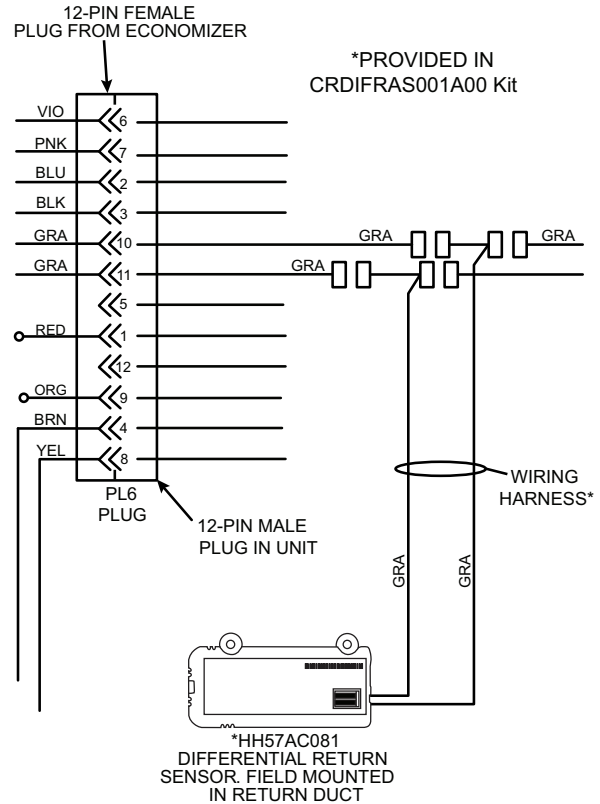 12-PIN FEMALE
PLUG FROM ECONOMIZER
*PROVIDED IN
CRDIFRAS001A00 Kit
VIO
6
PNK
7
BLU
2
BLK
3
GRA
10
GRA
GRA
GRA
11
GRA
5
RED
1
12
ORG
9
BRN
4
YEL
8
PL6
PLUG
12-PIN MALE
PLUG IN UNIT
WIRING
HARNESS*
GRA
GRA
*HH57AC081
DIFFERENTIAL RETURN
SENSOR. FIELD MOUNTED
IN RETURN DUCT